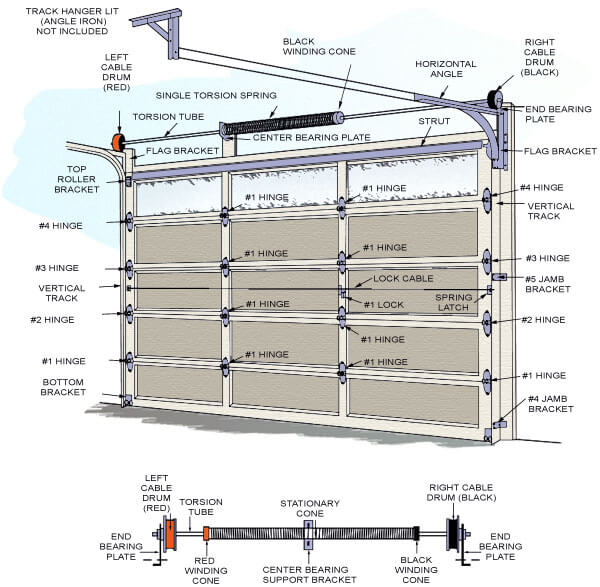 TRACK HANGER LIT
(ANGLE IRON)
NOT INCLUDED
LEFT
CABLE
DRUM
(RED)
BLACK
WINDING CONE
RIGHT
CABLE
DRUM
(BLACK)
HORIZONTAL
ANGLE
SINGLE TORSION SPRING
TORSION TUBE
END BEARING
PLATE
STRUT
CENTER BEARING PLATE
FLAG BRACKET
FLAG BRACKET
TOP
ROLLER
BRACKET
#1 HINGE
#1 HINGE
#4 HINGE
VERTICAL
TRACK
#4 HINGE
#1 HINGE
#1 HINGE
#3 HINGE
#3 HINGE
LOCK CABLE
#5 JAMB
BRACKET
VERTICAL
TRACK
#1 LOCK
SPRING
LATCH
#1 HINGE
#2 HINGE
#2 HINGE
#1 HINGE
#1 HINGE
#1 HINGE
#1 HINGE
#1 HINGE
BOTTOM
BRACKET
#4 JAMB
BRACKET
LEFT
CABLE
DRUM
(RED)
TORSION
TUBE
STATIONARY
CONE
RIGHT CABLE
DRUM (BLACK)
END
BEARING
PLATE
RED
WINDING
CONE
CENTER BEARING
SUPPORT BRACKET
BLACK
WINDING
CONE
END
BEARING
PLATE